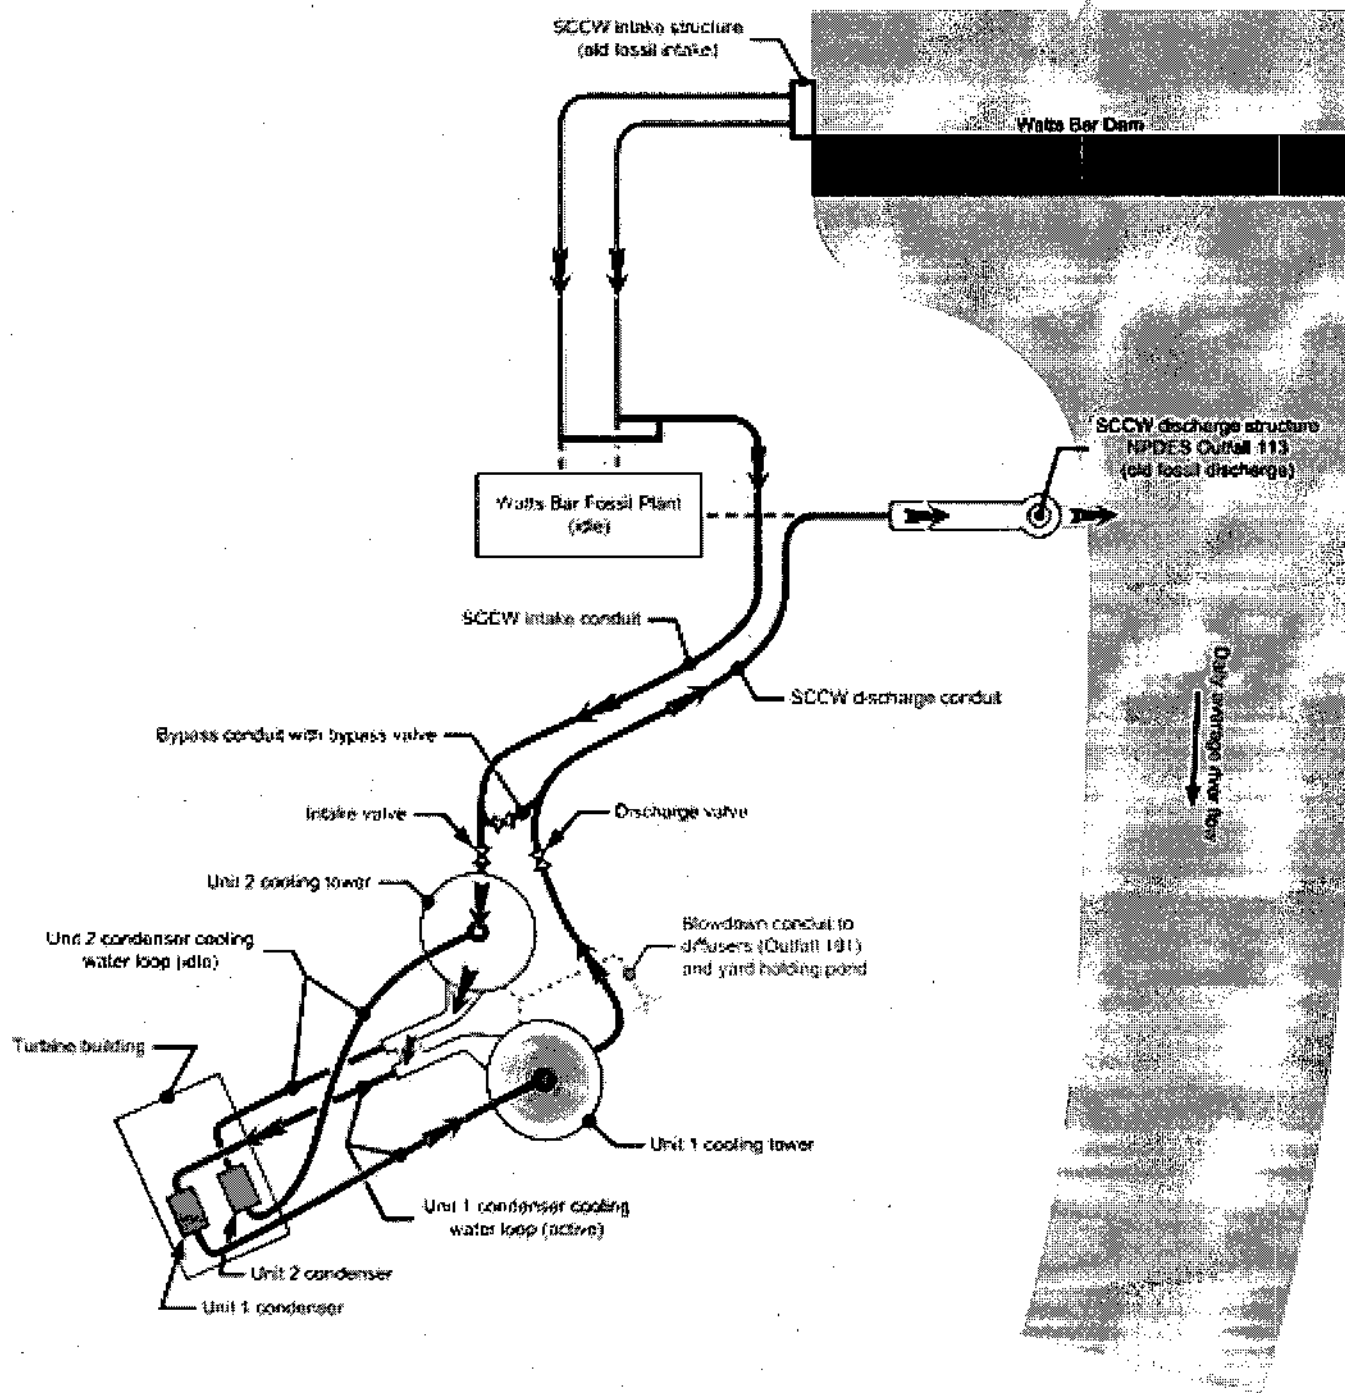 SCCW intake structure
(old fossil intake)
Watts Bar Dam
SCCW discharge structure
NPDES Outfall 113
(old fossil discharge)
Watts Bar Fossil Plant
(idle)
SCCW intake conduit
SCCW discharge conduit
Daily average river flow
Bypass conduit with bypass valve
Intake valve
Discharge valve
Unit 2 cooling tower
Blowdown conduit to
diffusers (Outfall 101)
and yard holding pond
Unit 2 condenser cooling
water loop (idle)
Turbine building
Unit 1 cooling tower
Unit 1 condenser cooling
water loop (active)
Unit 2 condenser
Unit 1 condenser